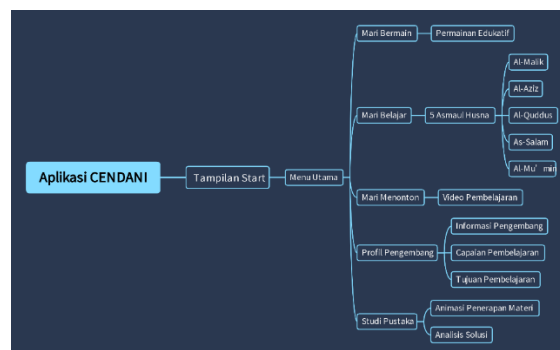 Aplikasi CENDANI
Tampilan Start
Menu Utama
Mari Bermain
Permainan Edukatif
Mari Belajar
5 Asmaul Husna
Al-Malik
Al-Aziz
Al-Quddus
As-Salam
Al-Mu'min
Mari Menonton
Video Pembelajaran
Profil Pengembang
Informasi Pengembang
Capaian Pembelajaran
Tujuan Pembelajaran
Studi Pustaka
Animasi Penerapan Materi
Analisis Solusi